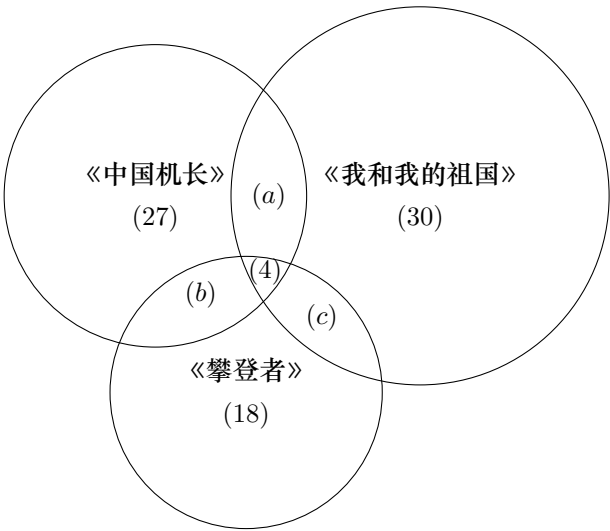 《中国机长》
(27)
《我和我的祖国》
(30)
(a)
(4)
(b)
(c)
《攀登者》
(18)